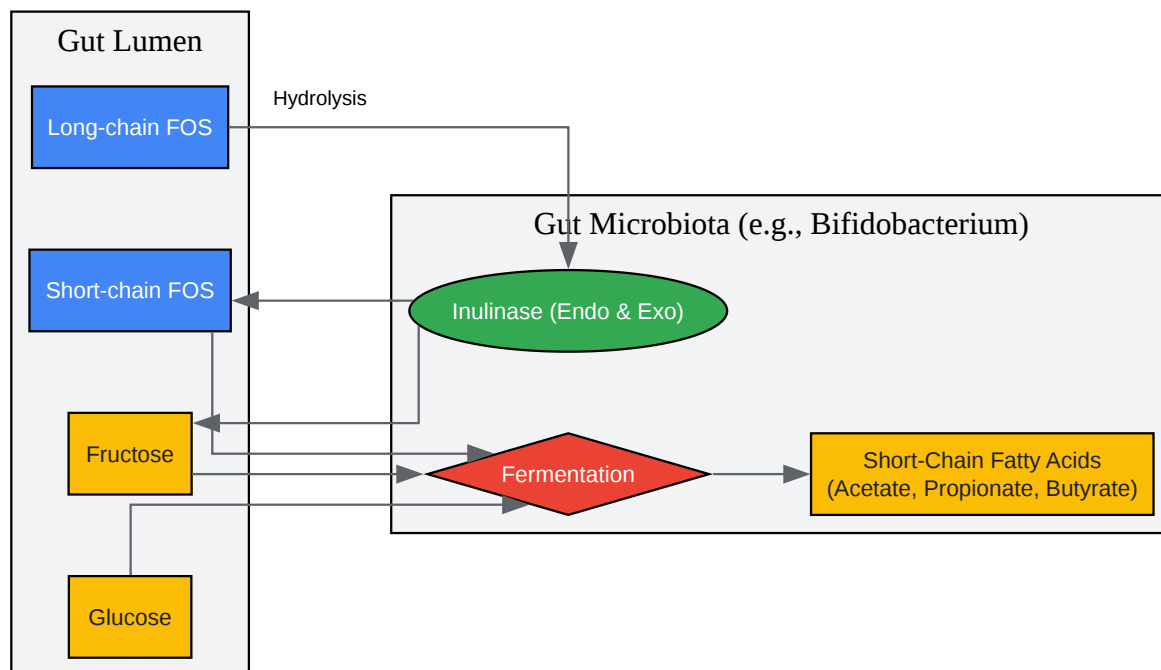 Gut Lumen
Long-chain FOS
Hydrolysis
Gut Microbiota (e.g., Bifidobacterium)
Short-chain FOS
Inulinase (Endo & Exo)
Fructose
Fermentation
Short-Chain Fatty Acids
(Acetate, Propionate, Butyrate)
Glucose